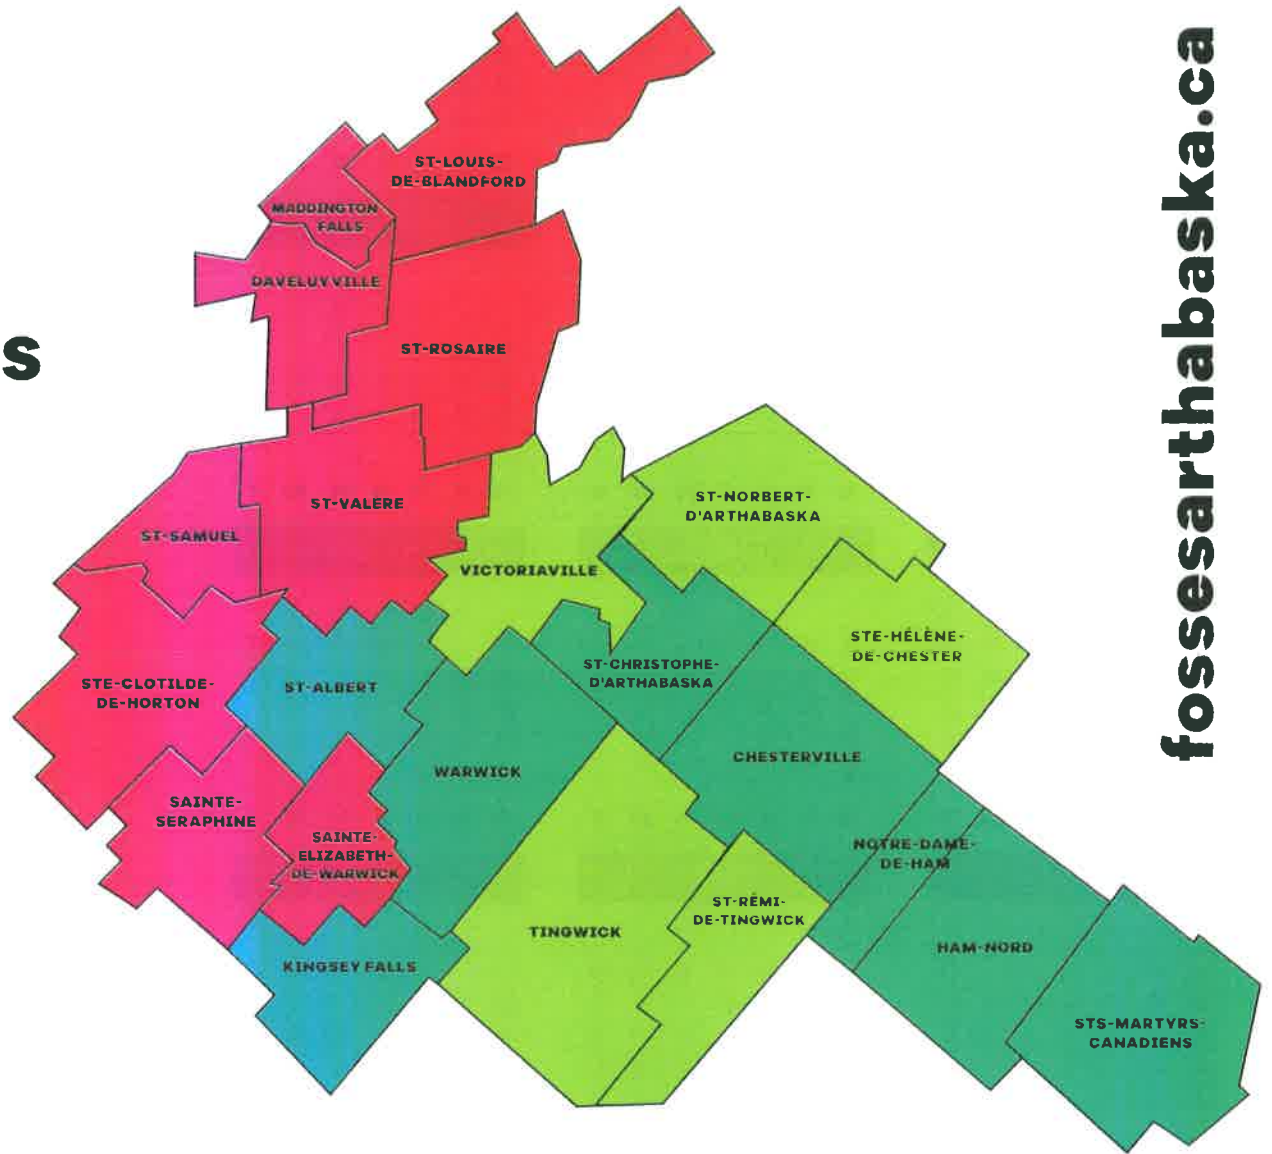 ST-LOUIS-
DE-BLANDFORD
MADDINGTON
FALLS
DAVELUYVILLE
ST-ROSAIRE
S
ST-VALERE
ST-SAMUEL
ST-NORBERT-
D'ARTHABASKA
VICTORIAVILLE
STE-HÉLÈNE-
DE-CHESTER
ST-CHRISTOPHE-
D'ARTHABASKA
STE-CLOTILDE-
DE-HORTON
ST-ALBERT
CHESTERVILLE
WARWICK
SAINTE-
SERAPHINE
SAINTE-
ELIZABETH-
DE-WARWICK
NOTRE-DAME-
DE-HAM
ST-RÉMI-
DE-TINGWICK
TINGWICK
HAM-NORD
KINGSEY FALLS
STS-MARTYRS-
CANADIENS
fossesarthabaska.ca